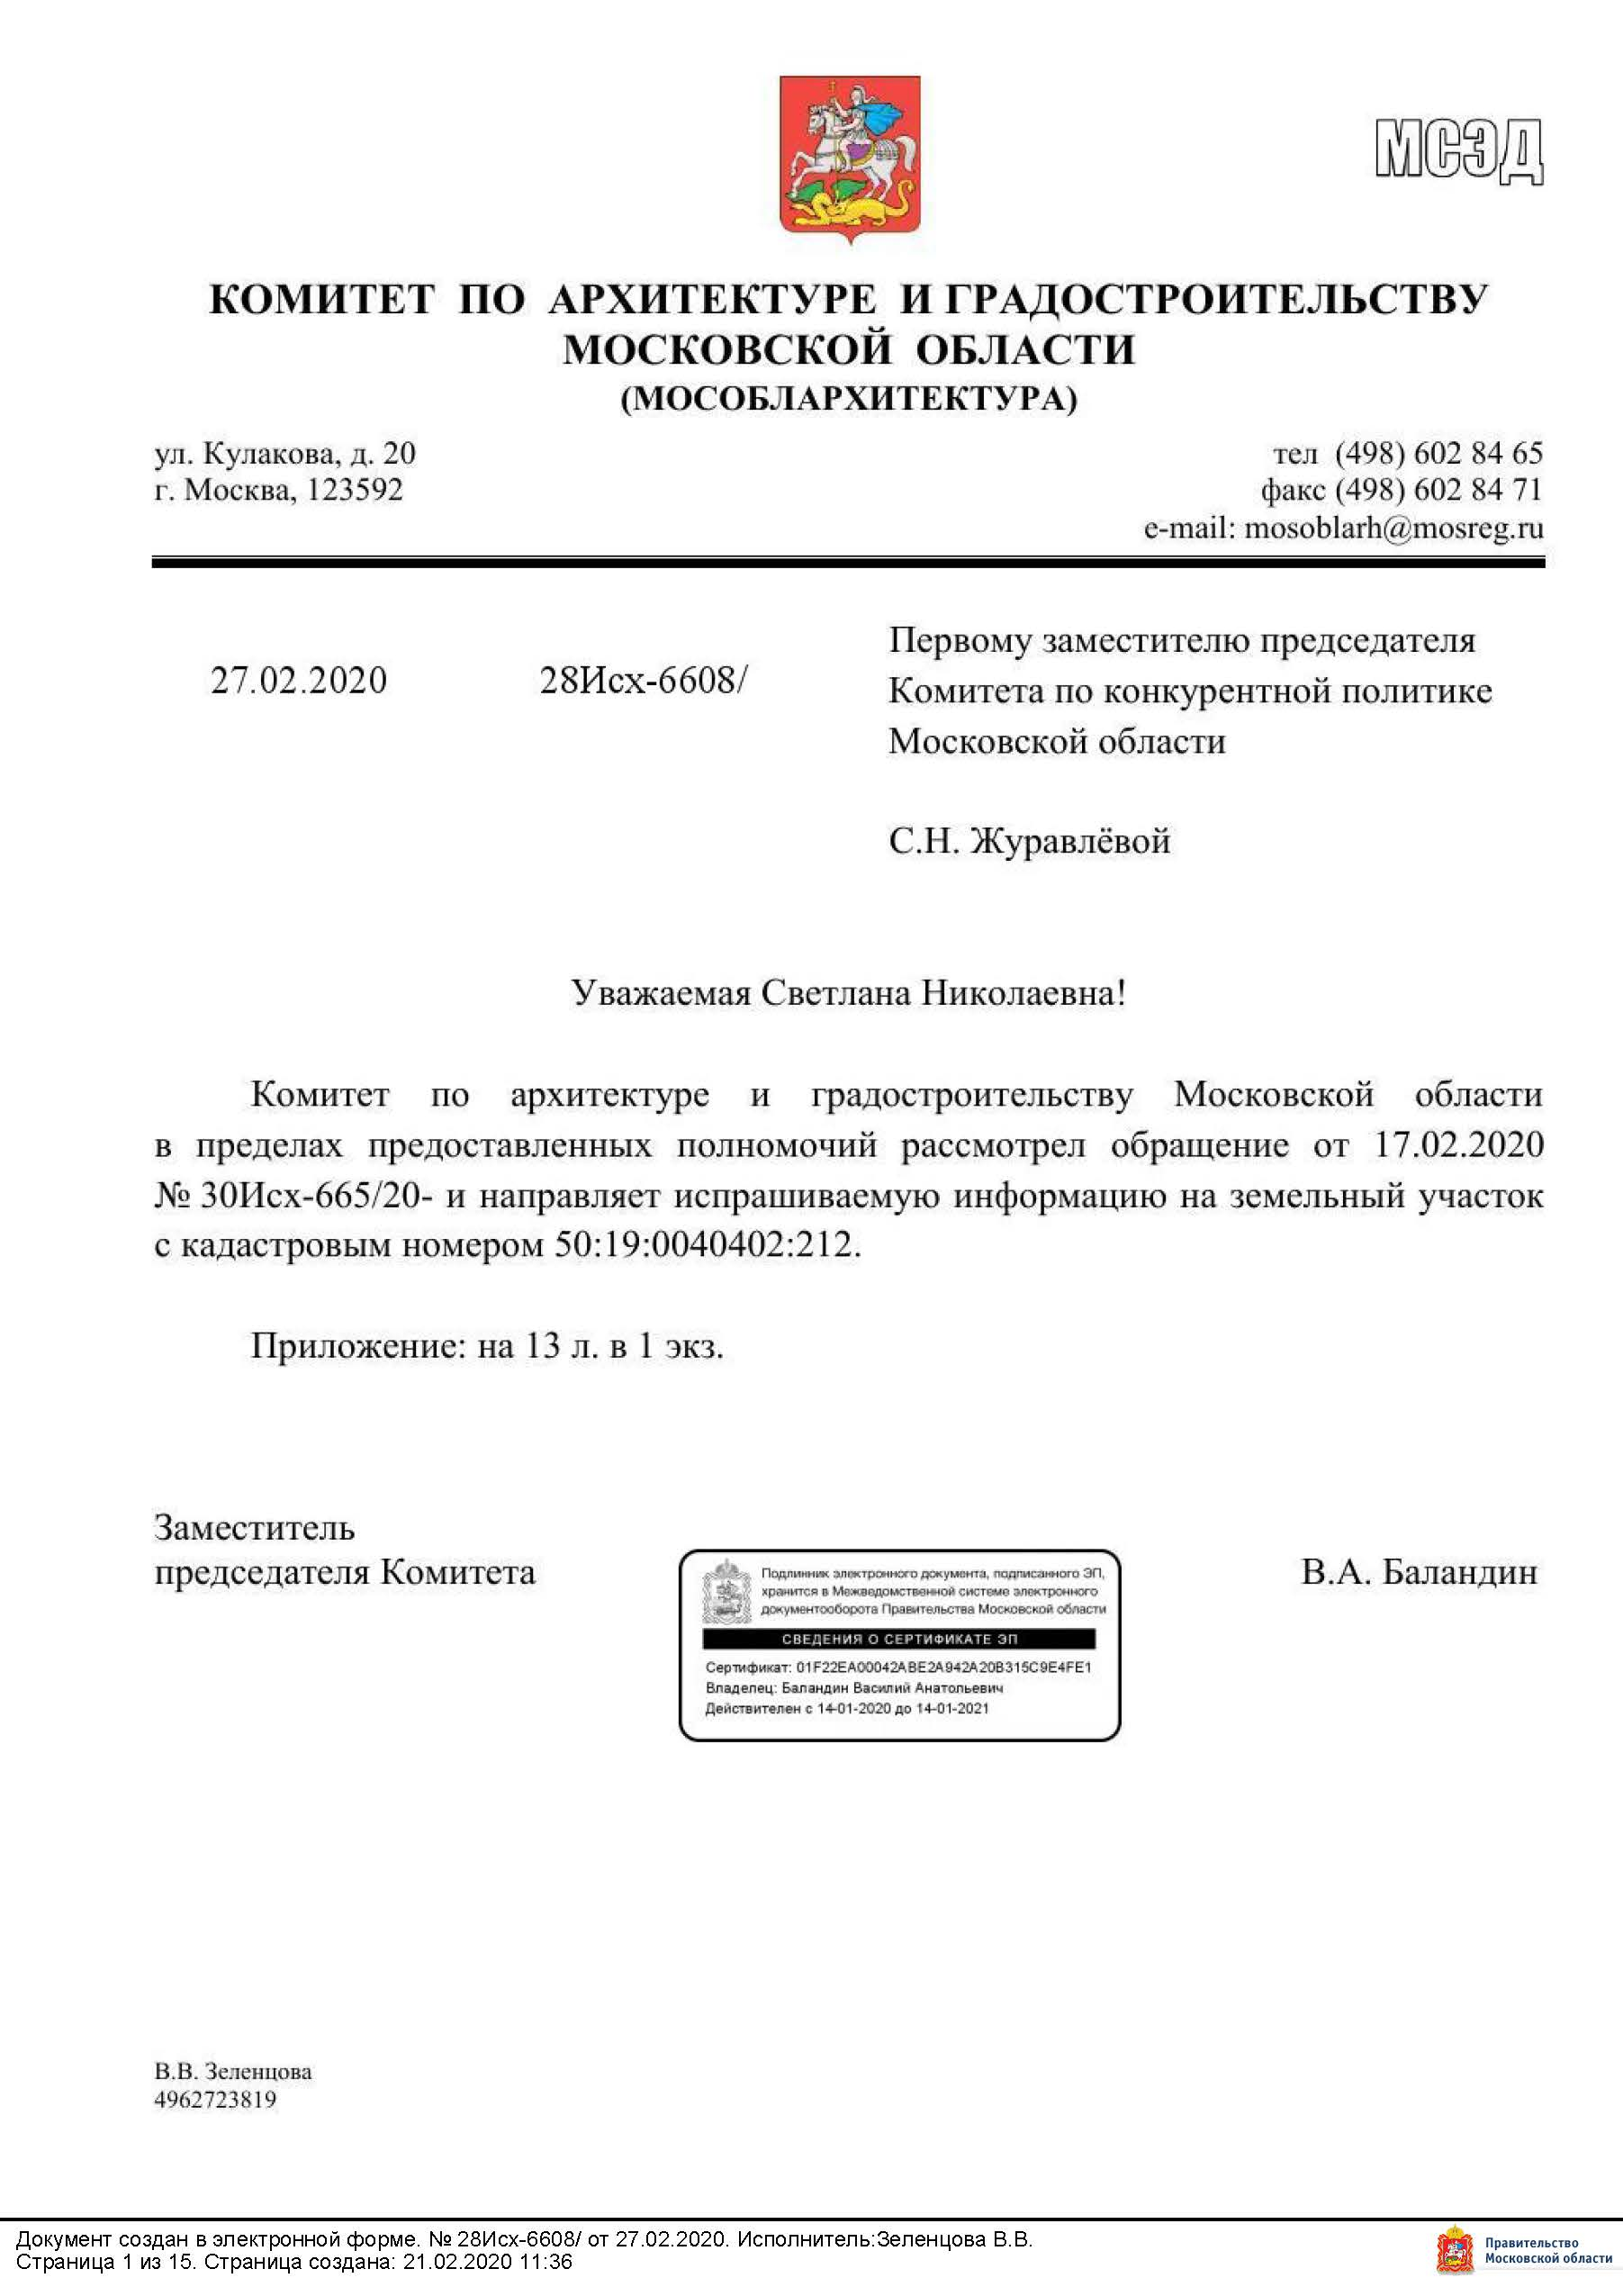 МСЭД
КОМИТЕТ ПО АРХИТЕКТУРЕ И ГРАДОСТРОИТЕЛЬСТВУ
МОСКОВСКОЙ ОБЛАСТИ
(МОСОБЛАРХИТЕКТУРА)
ул. Кулакова, д. 20
г. Москва, 123592
тел (498) 602 84 65
факс (498) 602 84 71
e-mail: mosoblarh@mosreg.ru
27.02.2020
28Исх-6608/
Первому заместителю председателя
Комитета по конкурентной политике
Московской области
С.Н. Журавлёвой
Уважаемая Светлана Николаевна!
Комитет по архитектуре и градостроительству Московской области
в пределах предоставленных полномочий рассмотрел обращение от 17.02.2020
№ 30Исх-665/20- и направляет испрашиваемую информацию на земельный участок
с кадастровым номером 50:19:0040402:212.
Приложение: на 13 л. в 1 экз.
Заместитель
председателя Комитета
Подлинник электронного документа, подписанного ЭП,
хранится в Межведомственной системе электронного
документооборота Правительства Московской области
СВЕДЕНИЯ О СЕРТИФИКАТЕ ЭП
Сертификат: 01F22EA00042ABE2A942A20B315C9E4FE1
Владелец: Баландин Василий Анатольевич
Действителен с 14-01-2020 до 14-01-2021
В.А. Баландин
В.В. Зеленцова
4962723819
Документ создан в электронной форме. № 28Исх-6608/ от 27.02.2020. Исполнитель:Зеленцова В.В.
Страница 1 из 15. Страница создана: 21.02.2020 11:36
Правительство
Московской области